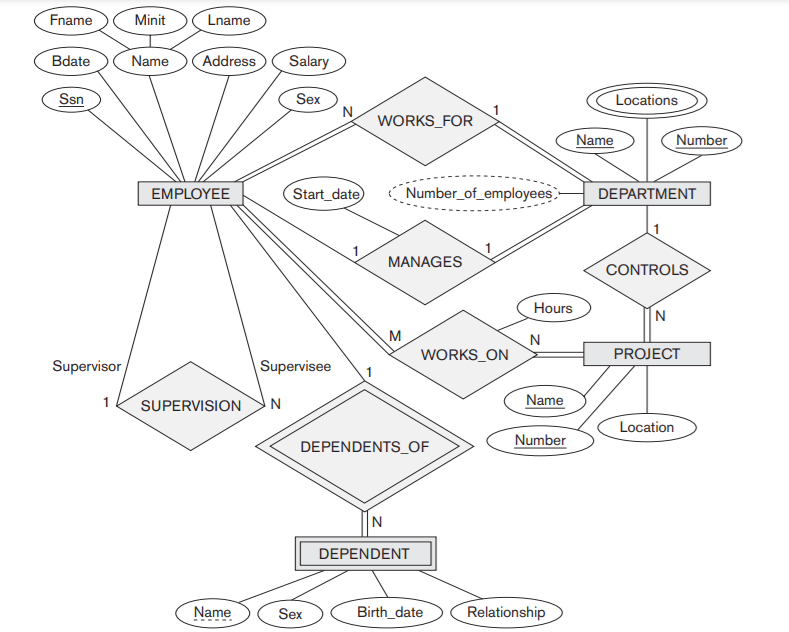 Fname
Minit
Lname
Bdate
Name
Address
Salary
Ssn
Sex
N
WORKS_FOR
1
Locations
Name
Number
EMPLOYEE
Start_date
Number_of_employees
DEPARTMENT
1
MANAGES
1
1
CONTROLS
N
Hours
M
WORKS_ON
N
PROJECT
Supervisor
Supervisee
1
SUPERVISION
N
1
Name
Number
Location
DEPENDENTS_OF
N
DEPENDENT
Name
Sex
Birth_date
Relationship